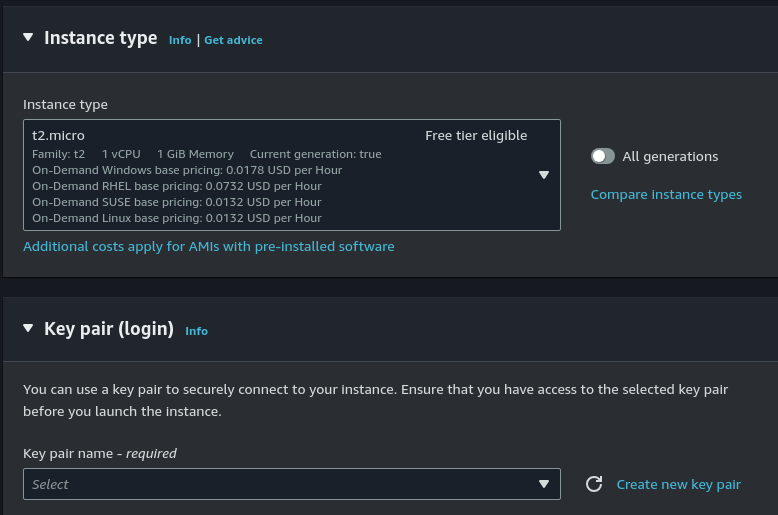 Instance type Info | Get advice
Instance type
t2.micro Free tier eligible
Family: t2 1 vCPU 1 GiB Memory Current generation: true
On-Demand Windows base pricing: 0.0178 USD per Hour
On-Demand RHEL base pricing: 0.0732 USD per Hour
On-Demand SUSE base pricing: 0.0132 USD per Hour
On-Demand Linux base pricing: 0.0132 USD per Hour
All generations
Compare instance types
Additional costs apply for AMIs with pre-installed software
Key pair (login) Info
You can use a key pair to securely connect to your instance. Ensure that you have access to the selected key pair
before you launch the instance.
Key pair name - required
Select
Create new key pair